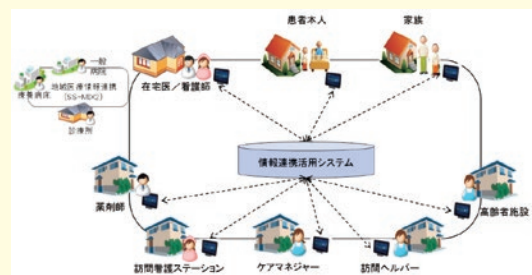 患者本人
家族
一般
病院
地域医療情報連携
(SS-MIX2)
療養病床
診療所
在宅医／看護師
情報連携活用システム
薬剤師
高齢者施設
訪問看護ステーション
ケアマネジャー
訪問ヘルパー